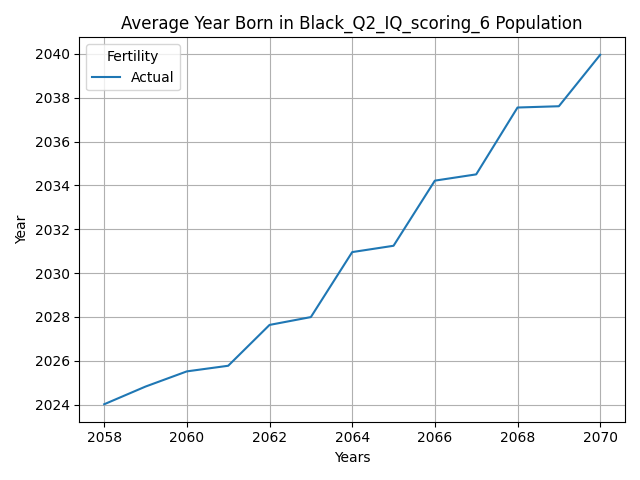 Average Year Born in Black_Q2_IQ_scoring_6 Population
Fertility
Actual
Year
2040
2038
2036
2034
2032
2030
2028
2026
2024
2058 2060 2062 2064 2066 2068 2070
Years